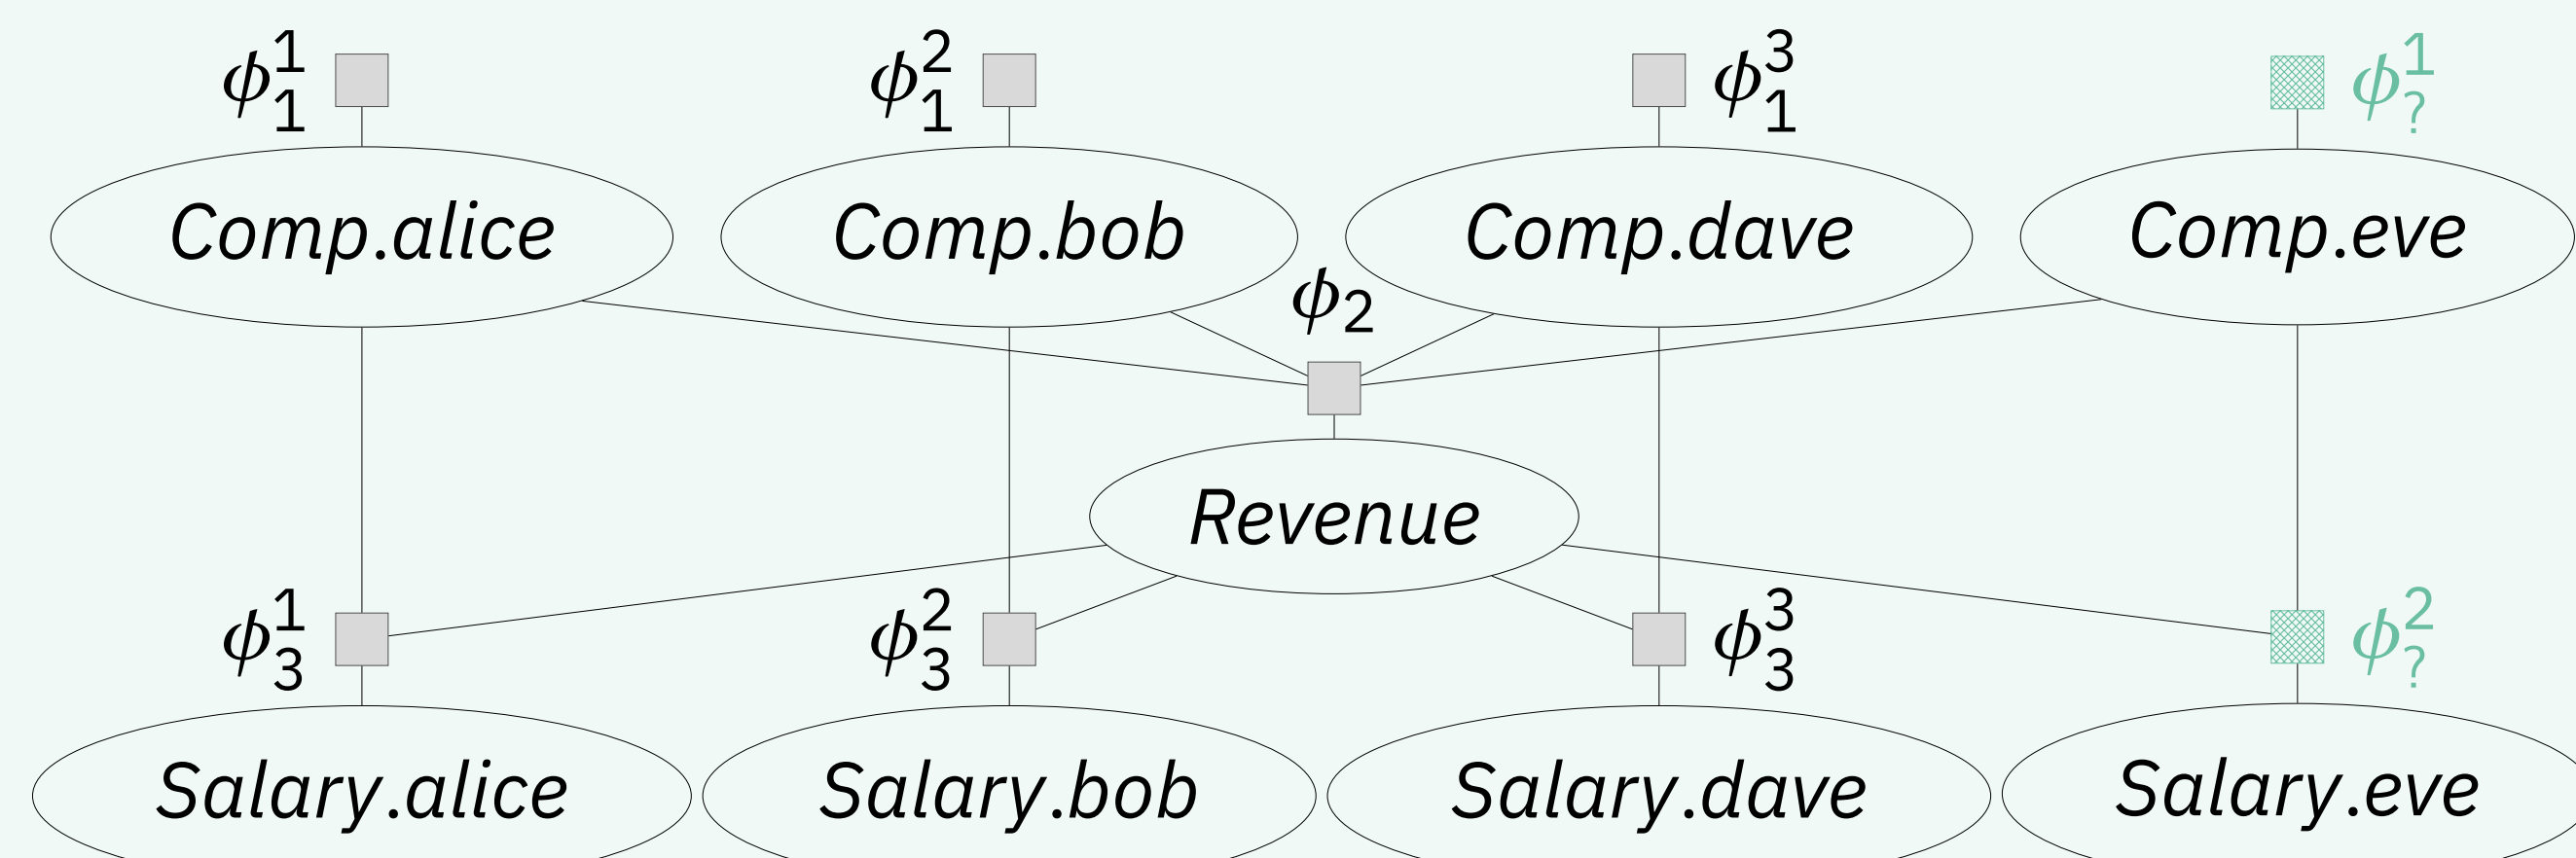 ϕ₁¹ ϕ₁² ϕ₁³ ϕ?¹
Comp.alice Comp.bob Comp.dave Comp.eve
ϕ₂
Revenue
ϕ₃¹ ϕ₃² ϕ₃³ ϕ?²
Salary.alice Salary.bob Salary.dave Salary.eve